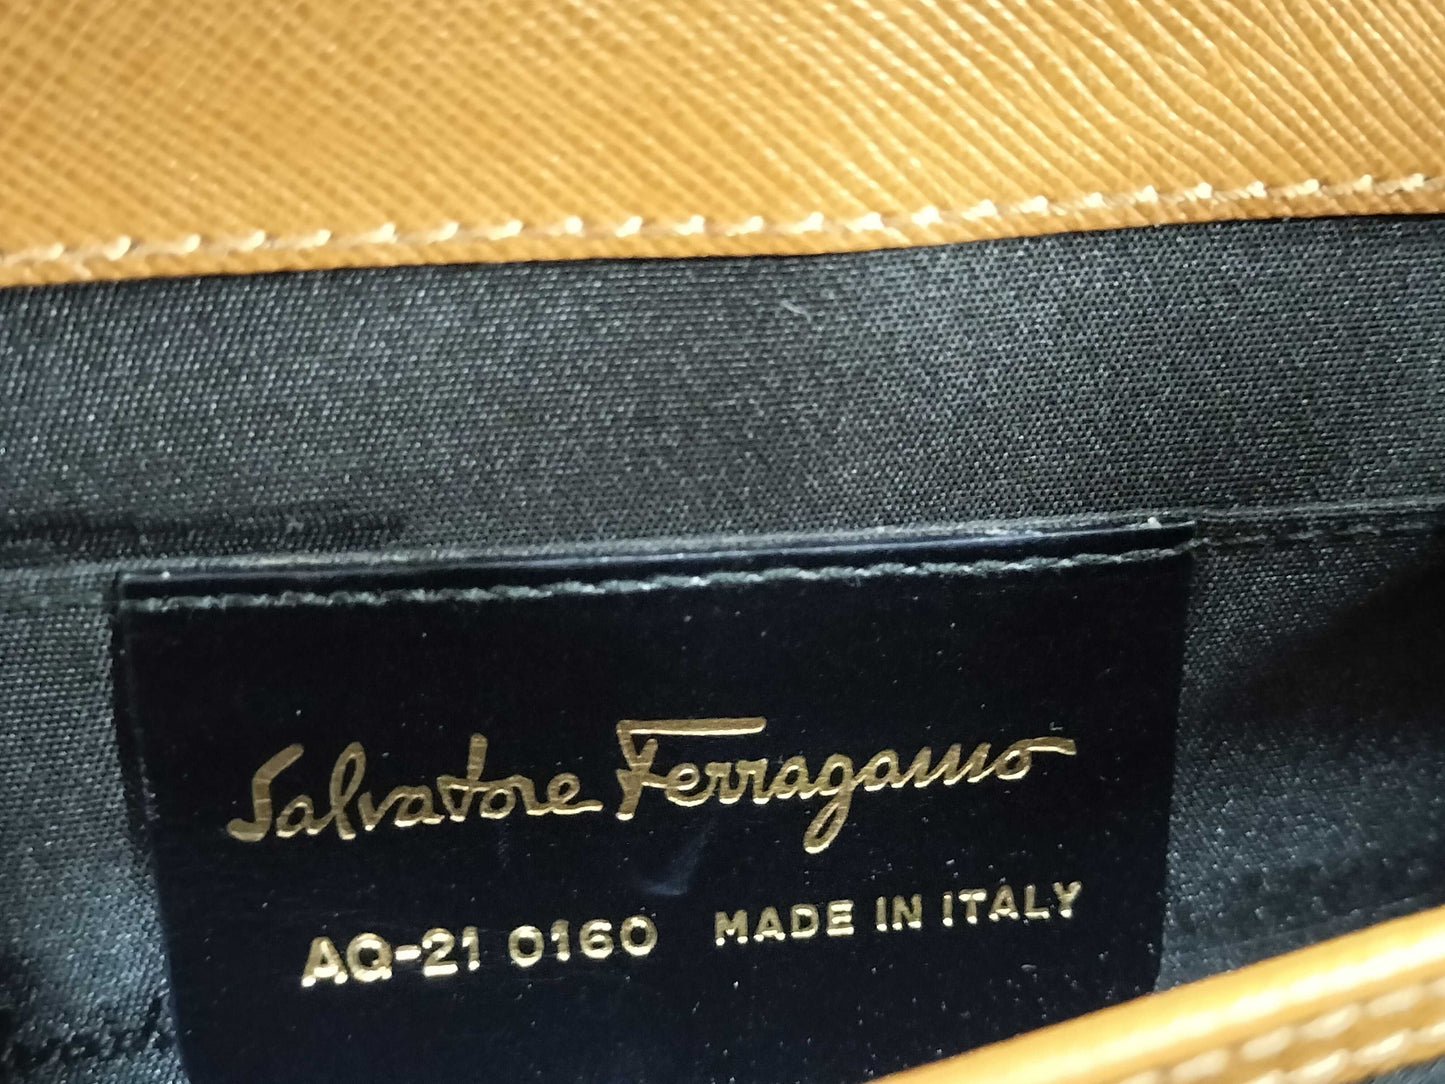 Salvatore Ferragamo
AQ-21 0160 MADE IN ITALY